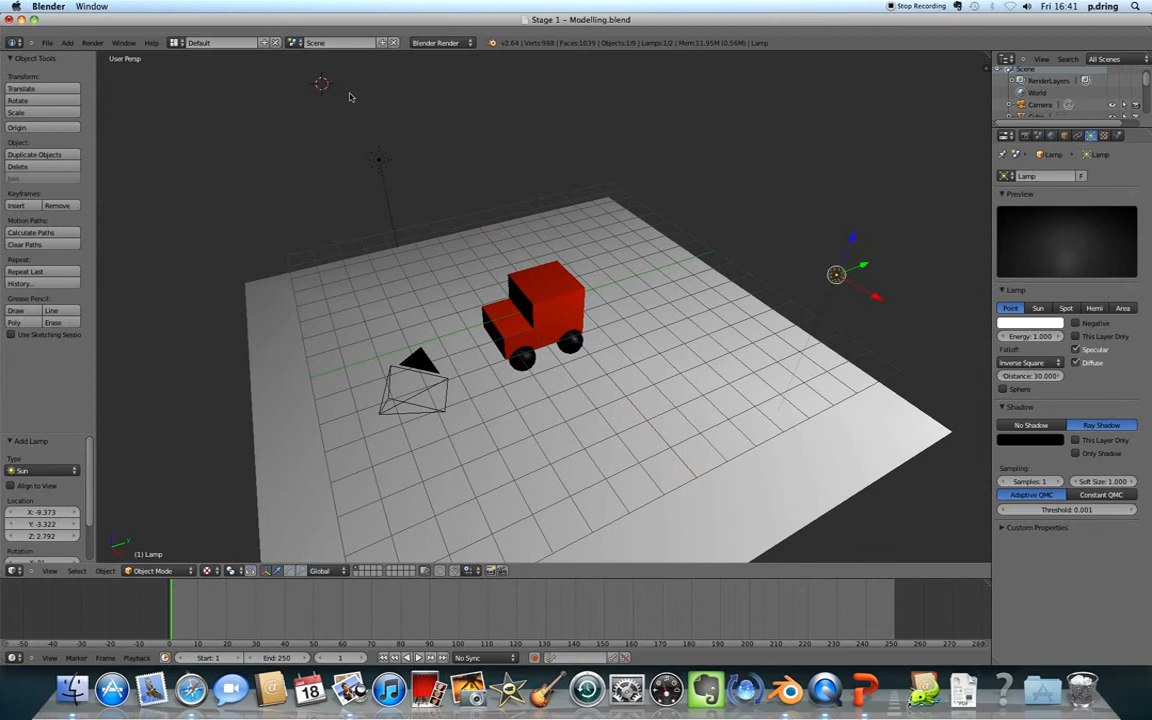 Blender Window Stop Recording Fri 16:41 p.dring
Stage 1 – Modelling.blend
File Add Render Window Help Default Scene Blender Render v2.64 | Verts:988 | Faces:1039 | Objects:1/9 | Lamps:1/2 | Mem:11.95M (0.56M) | Lamp View Search All Scenes
Object Tools
User Persp
Scene
RenderLayers
World
Camera
Transform:
Translate
Rotate
Scale
Origin
Object:
Duplicate Objects
Delete
Join
Keyframes:
Insert Remove
Motion Paths:
Calculate Paths
Clear Paths
Repeat:
Repeat Last
History...
Grease Pencil:
Draw Line
Poly Erase
Use Sketching Sessio
Add Lamp
Type
Sun
Align to View
Location
X: -9.373
Y: -3.322
Z: 2.792
Rotation
(1) Lamp
Lamp Lamp
Lamp F
Preview
Lamp
Point Sun Spot Hemi Area
Negative
Energy: 1.000 This Layer Only
Falloff: Specular
Inverse Square Diffuse
Distance: 30.000
Sphere
Shadow
No Shadow Ray Shadow
This Layer Only
Only Shadow
Sampling:
Samples: 1 Soft Size: 1.000
Adaptive QMC Constant QMC
Threshold: 0.001
Custom Properties
View Select Object Object Mode Global
-50 -40 -30 -20 -10 0 10 20 30 40 50 60 70 80 90 100 110 120 130 140 150 160 170 180 190 200 210 220 230 240 250 260 270 280
View Marker Frame Playback Start: 1 End: 250 1 No Sync
18